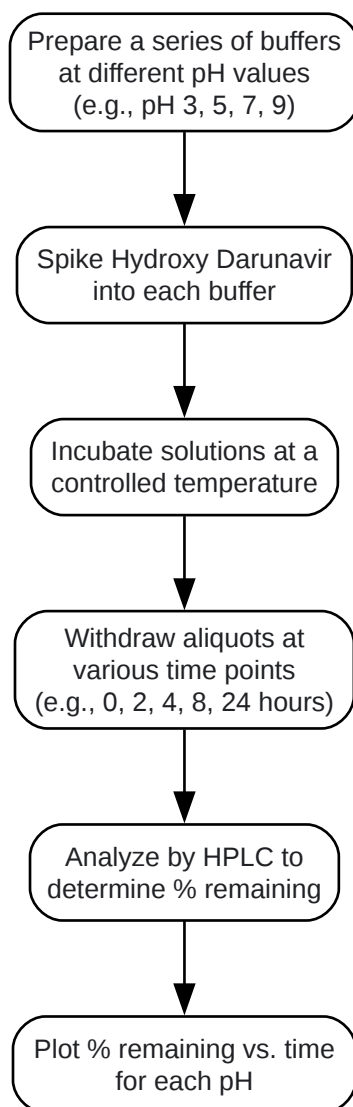 Prepare a series of buffers
at different pH values
(e.g., pH 3, 5, 7, 9)
Spike Hydroxy Darunavir
into each buffer
Incubate solutions at a
controlled temperature
Withdraw aliquots at
various time points
(e.g., 0, 2, 4, 8, 24 hours)
Analyze by HPLC to
determine % remaining
Plot % remaining vs. time
for each pH